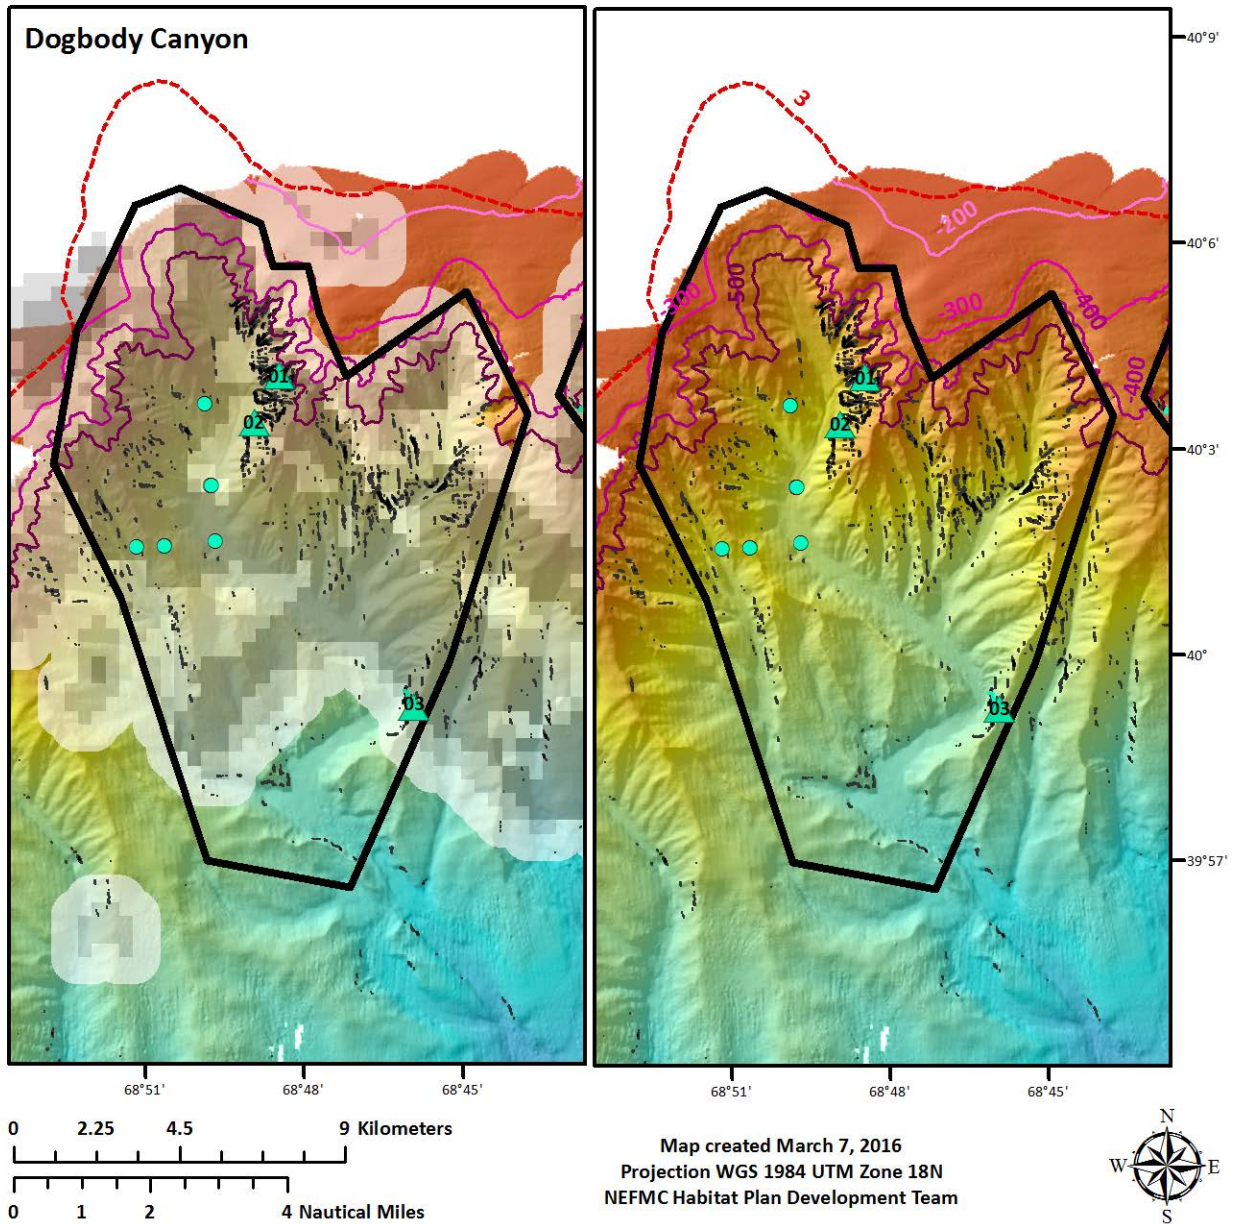 Dogbody Canyon
01
02
03
3
-200
-300
-500
-300
-400
-400
01
02
03
40°9'
40°6'
40°3'
40°
39°57'
68°51'
68°48'
68°45'
68°51'
68°48'
68°45'
0 2.25 4.5 9 Kilometers
0 1 2 4 Nautical Miles
Map created March 7, 2016
Projection WGS 1984 UTM Zone 18N
NEFMC Habitat Plan Development Team
N
W E
S